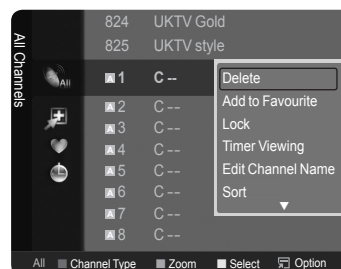 824 UKTV Gold
825 UKTV style
All Channels
All
A 1 C --
A 2 C --
A 3 C --
A 4 C --
A 5 C --
A 6 C --
A 7 C --
A 8 C --
Delete
Add to Favourite
Lock
Timer Viewing
Edit Channel Name
Sort
All Channel Type Zoom Select Option